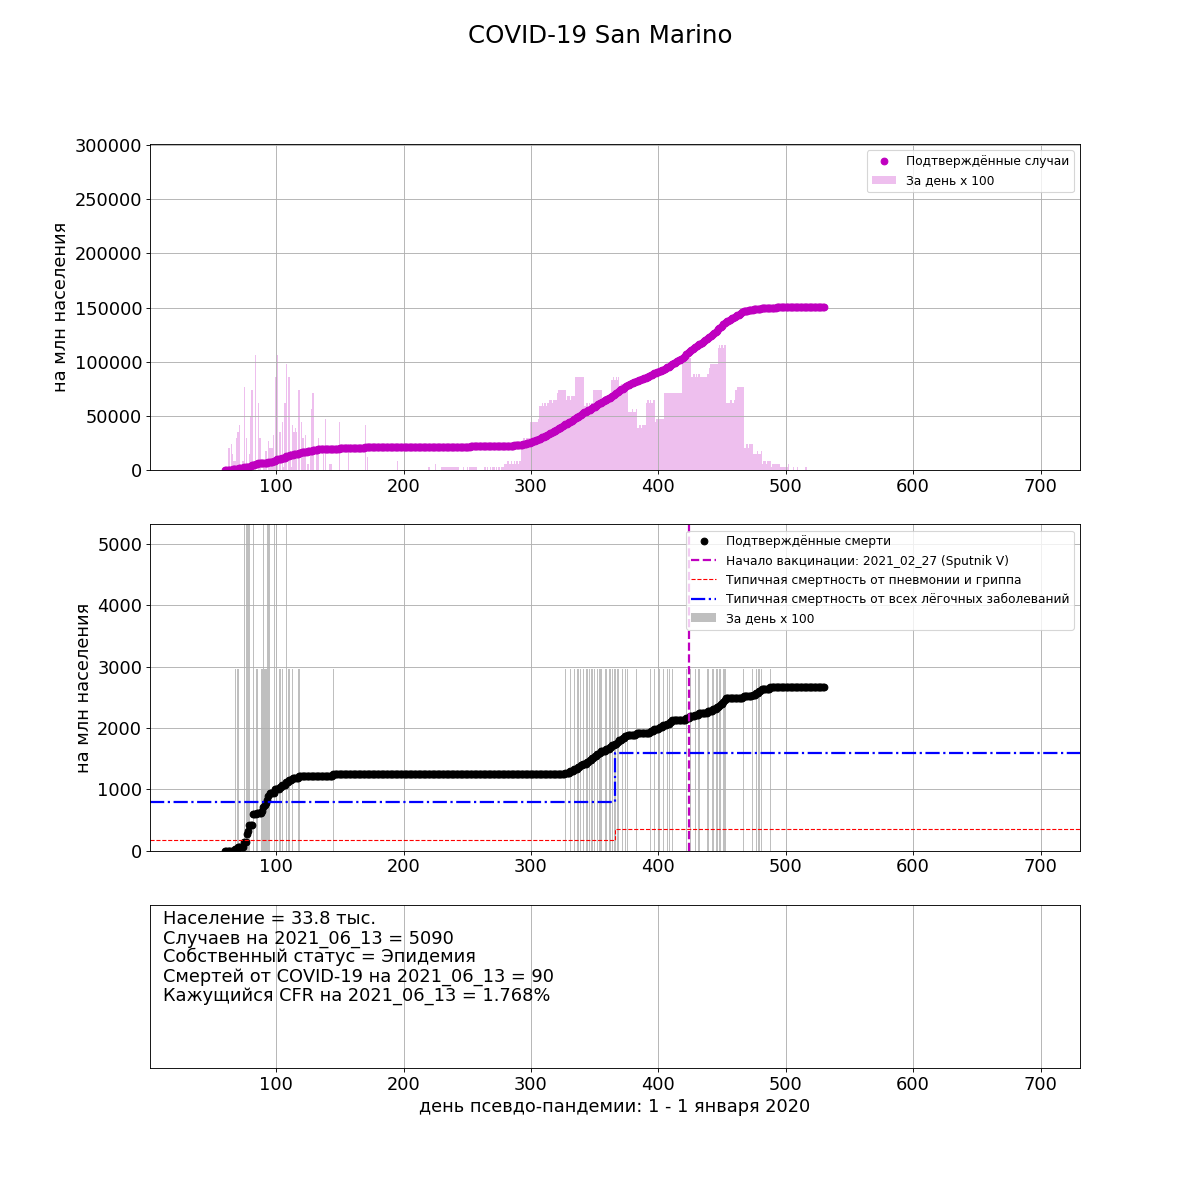 COVID-19 San Marino
300000
250000
200000
150000
100000
50000
0
на млн населения
Подтверждённые случаи
За день x 100
100 200 300 400 500 600 700
5000
4000
3000
2000
1000
0
на млн населения
Подтверждённые смерти
Начало вакцинации: 2021_02_27 (Sputnik V)
Типичная смертность от пневмонии и гриппа
Типичная смертность от всех лёгочных заболеваний
За день x 100
100 200 300 400 500 600 700
Население = 33.8 тыс.
Случаев на 2021_06_13 = 5090
Собственный статус = Эпидемия
Смертей от COVID-19 на 2021_06_13 = 90
Кажущийся CFR на 2021_06_13 = 1.768%
100 200 300 400 500 600 700
день псевдо-пандемии: 1 - 1 января 2020